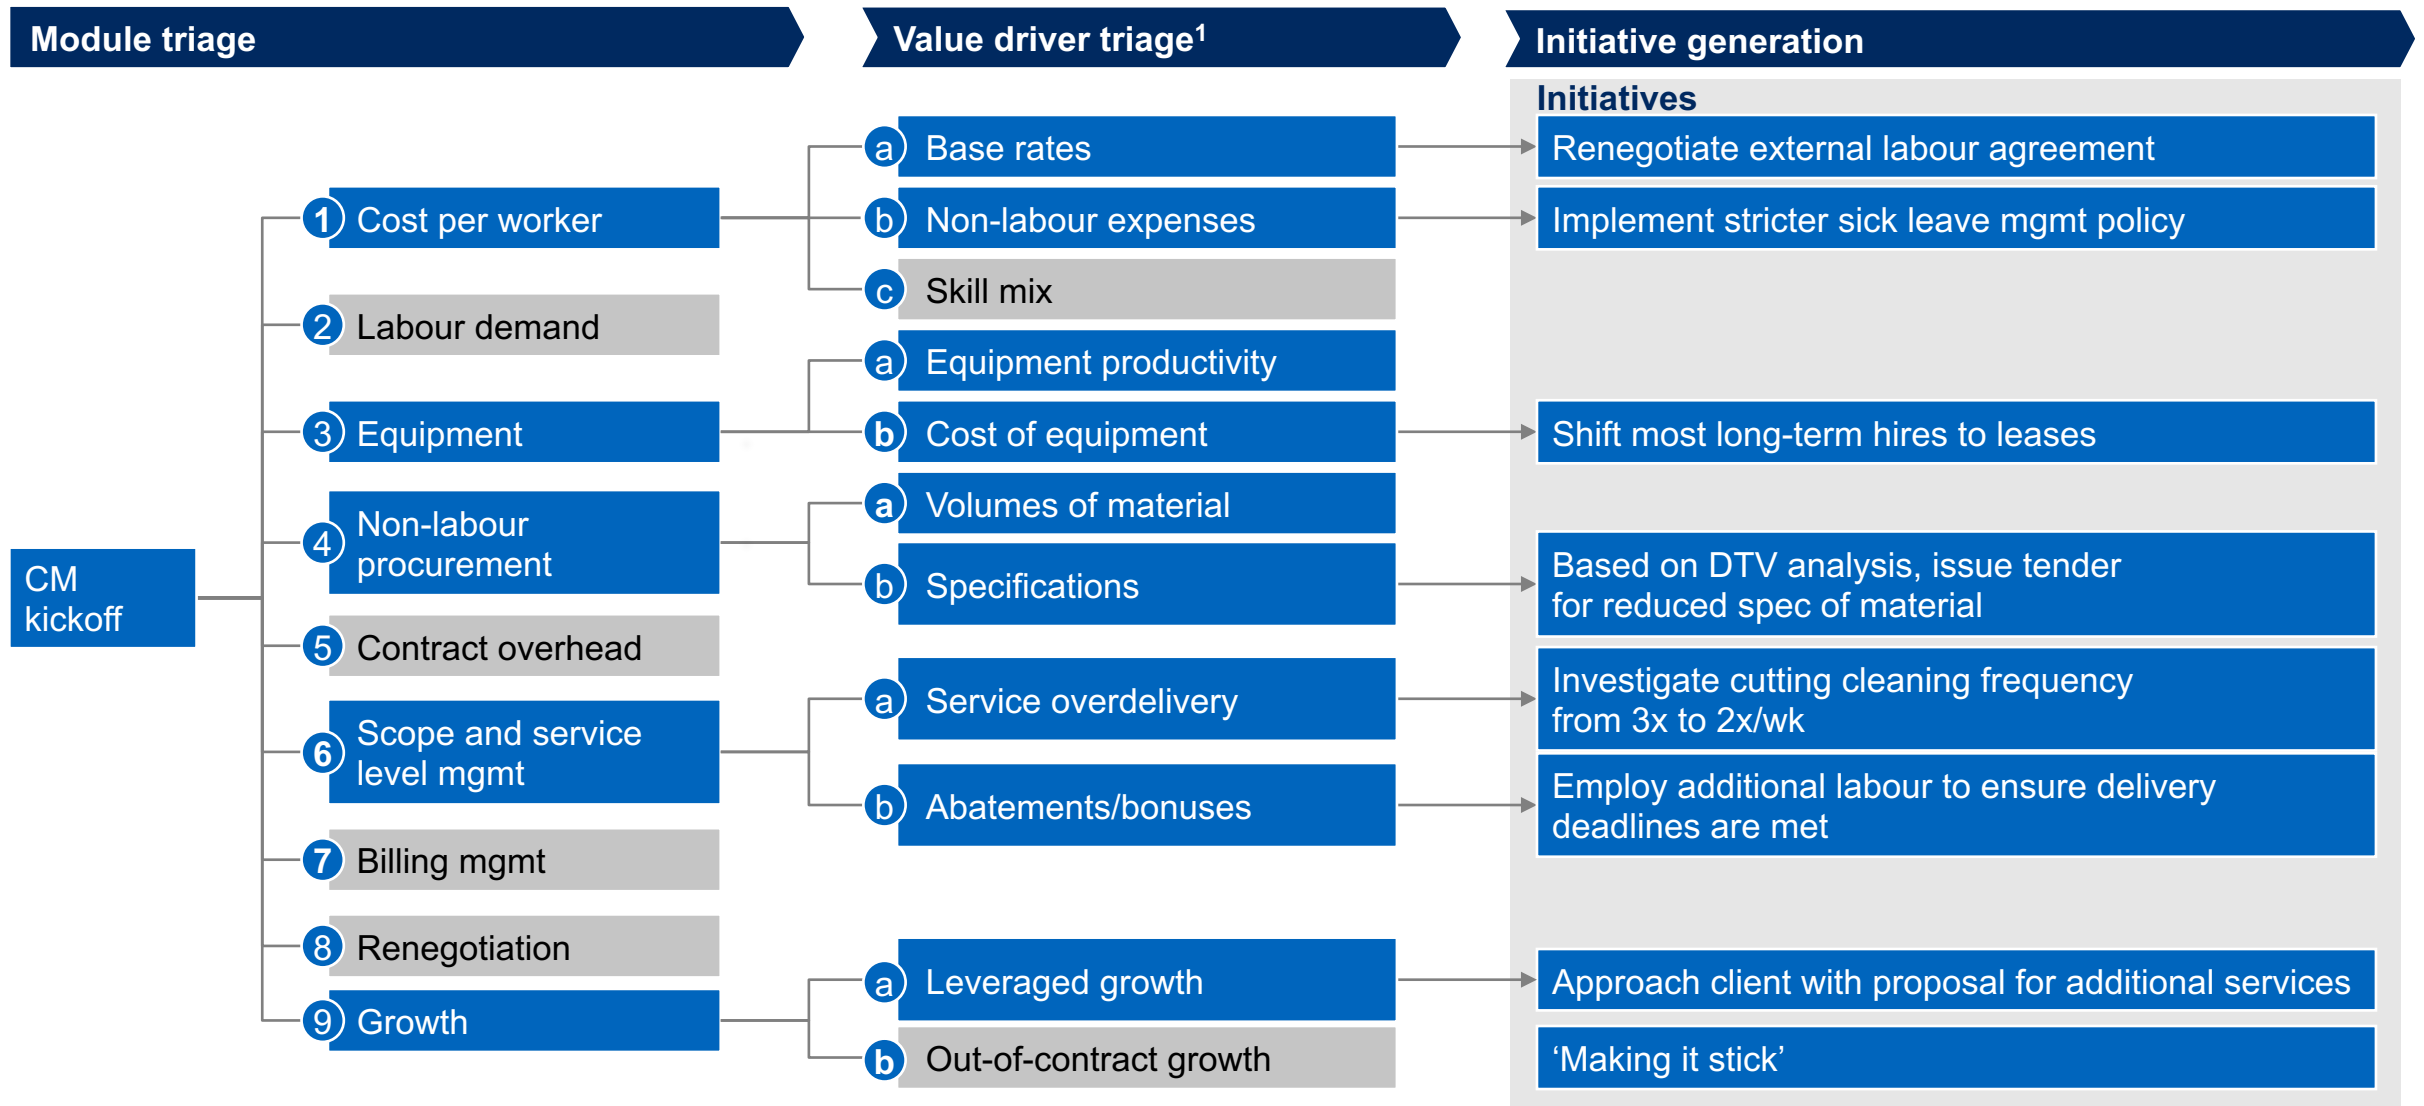 Module triage
Value driver triage¹
Initiative generation
CM
kickoff
1 Cost per worker
2 Labour demand
3 Equipment
4 Non-labour
procurement
5 Contract overhead
6 Scope and service
level mgmt
7 Billing mgmt
8 Renegotiation
9 Growth
a Base rates
b Non-labour expenses
c Skill mix
a Equipment productivity
b Cost of equipment
a Volumes of material
b Specifications
a Service overdelivery
b Abatements/bonuses
a Leveraged growth
b Out-of-contract growth
Initiatives
Renegotiate external labour agreement
Implement stricter sick leave mgmt policy
Shift most long-term hires to leases
Based on DTV analysis, issue tender
for reduced spec of material
Investigate cutting cleaning frequency
from 3x to 2x/wk
Employ additional labour to ensure delivery
deadlines are met
Approach client with proposal for additional services
‘Making it stick’